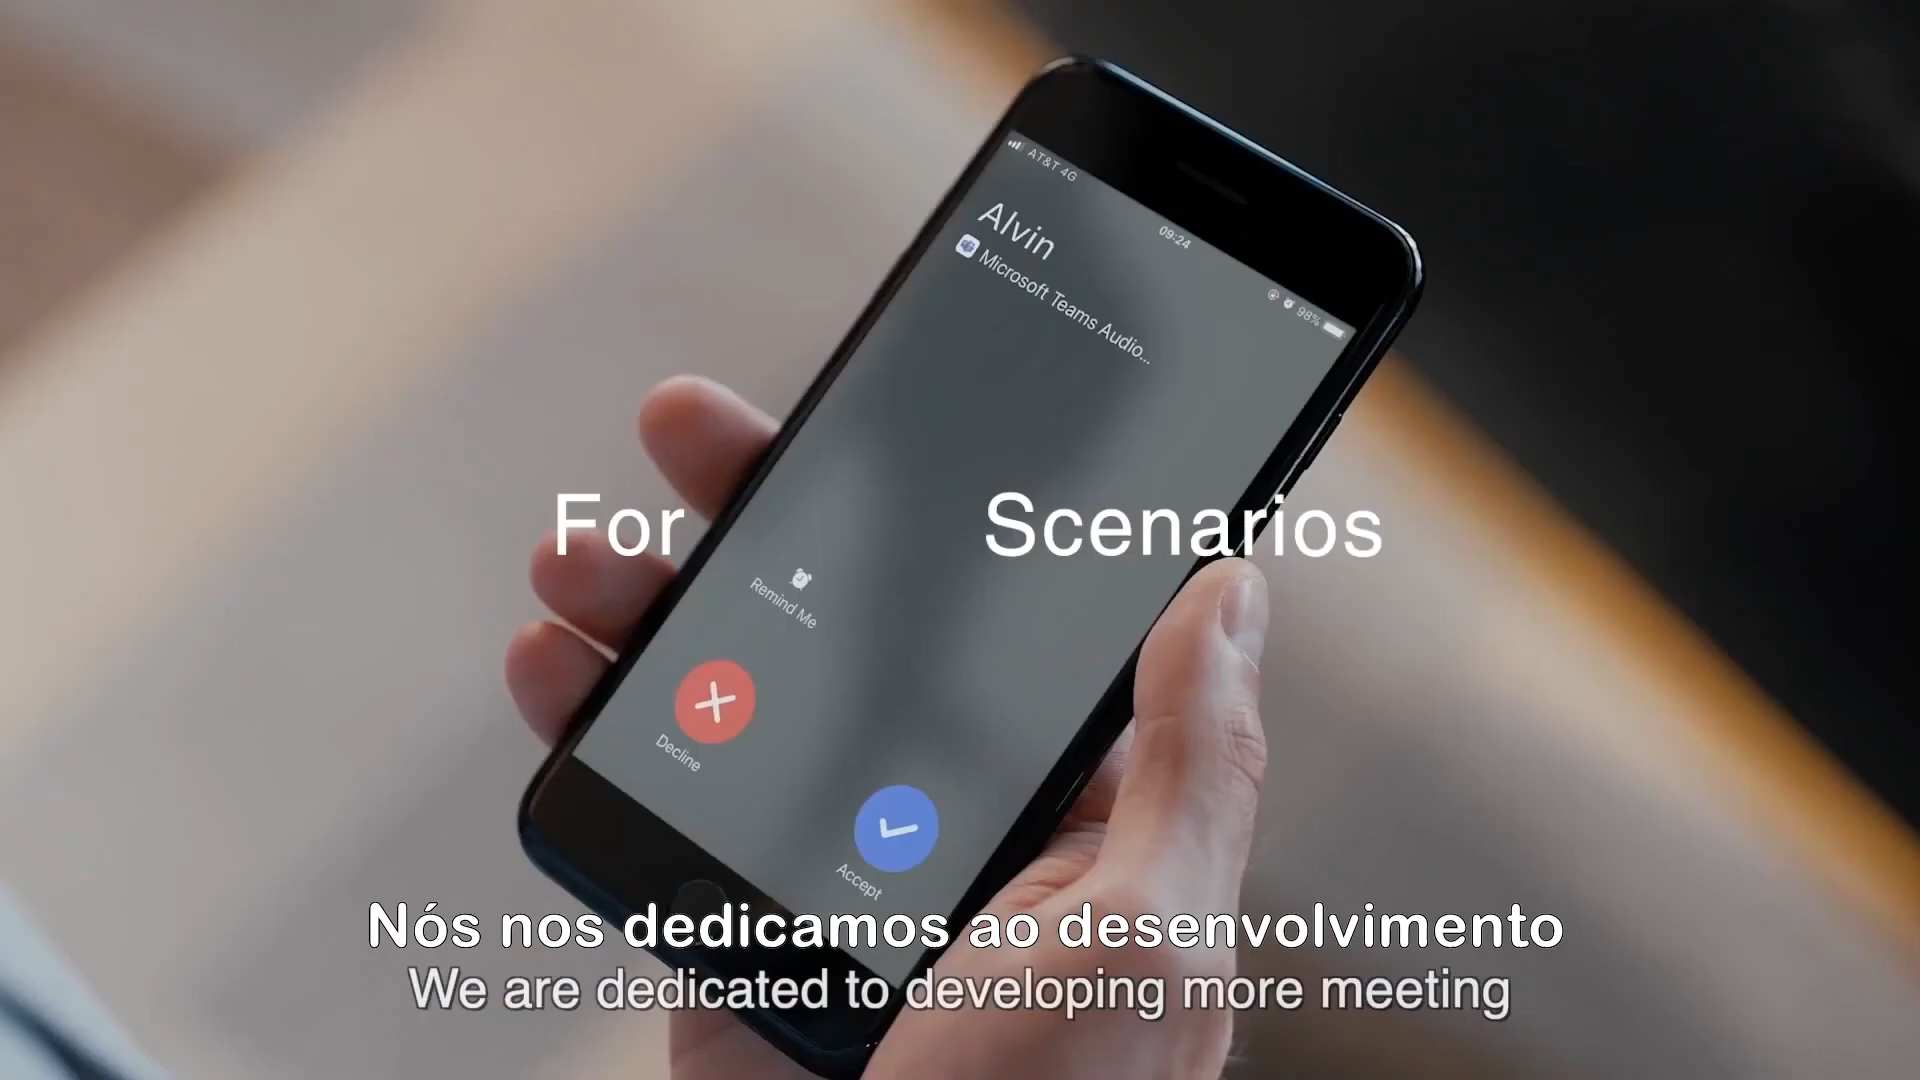 AT&T 4G
09:24
98%
Alvin
Microsoft Teams Audio...
For Scenarios
Remind Me
Decline
Accept
Nós nos dedicamos ao desenvolvimento
We are dedicated to developing more meeting